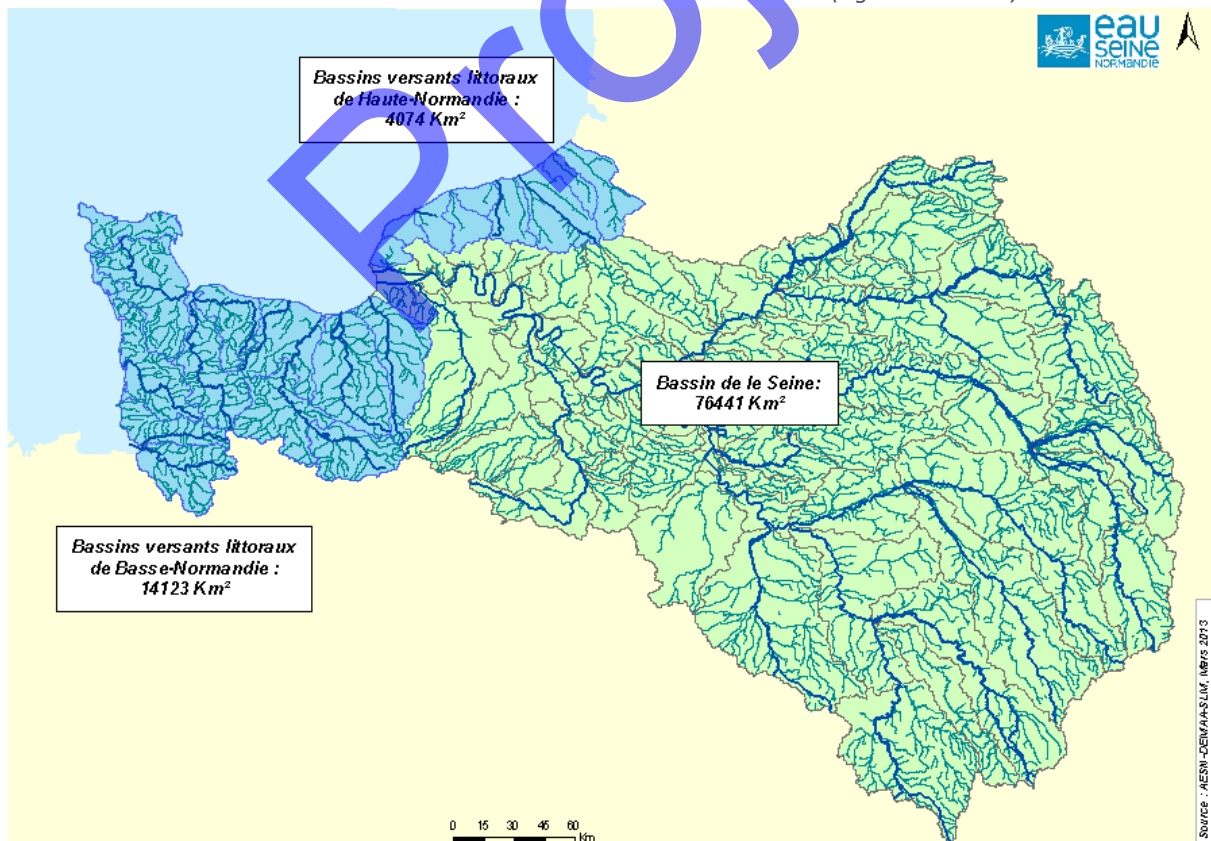 eau
SEINE
NORMANDIE
Bassins versants littoraux
de Haute-Normandie :
4074 Km²
Bassin de le Seine:
76441 Km²
Bassins versants littoraux
de Basse-Normandie :
14123 Km²
0 15 30 45 60
Km
Source : AESN-DEMAA-SLIM, Mars 2013
Proj